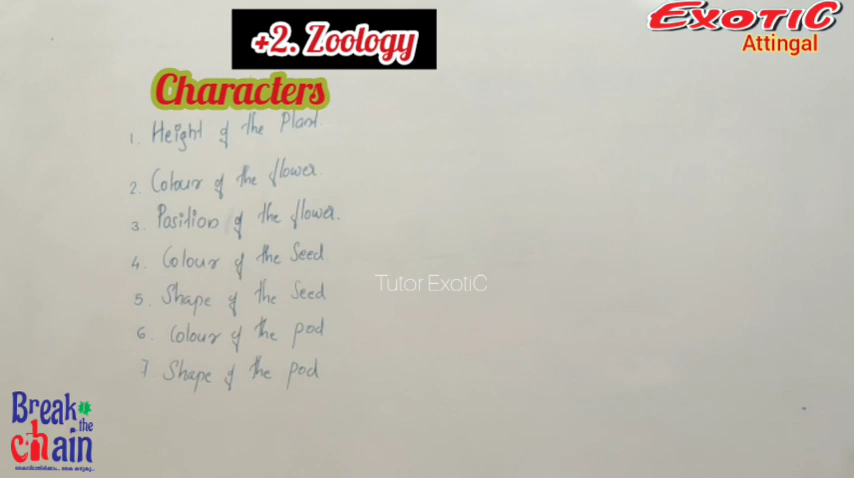 +2. Zoology
EXOTIC
Attingal
Characters
1. Height of the Plant.
2. Colour of the flower.
3. Position of the flower.
4. Colour of the Seed
5. Shape of the Seed
6. Colour of the pod
7 Shape of the pod
Tutor ExotiC
Break
the
chain